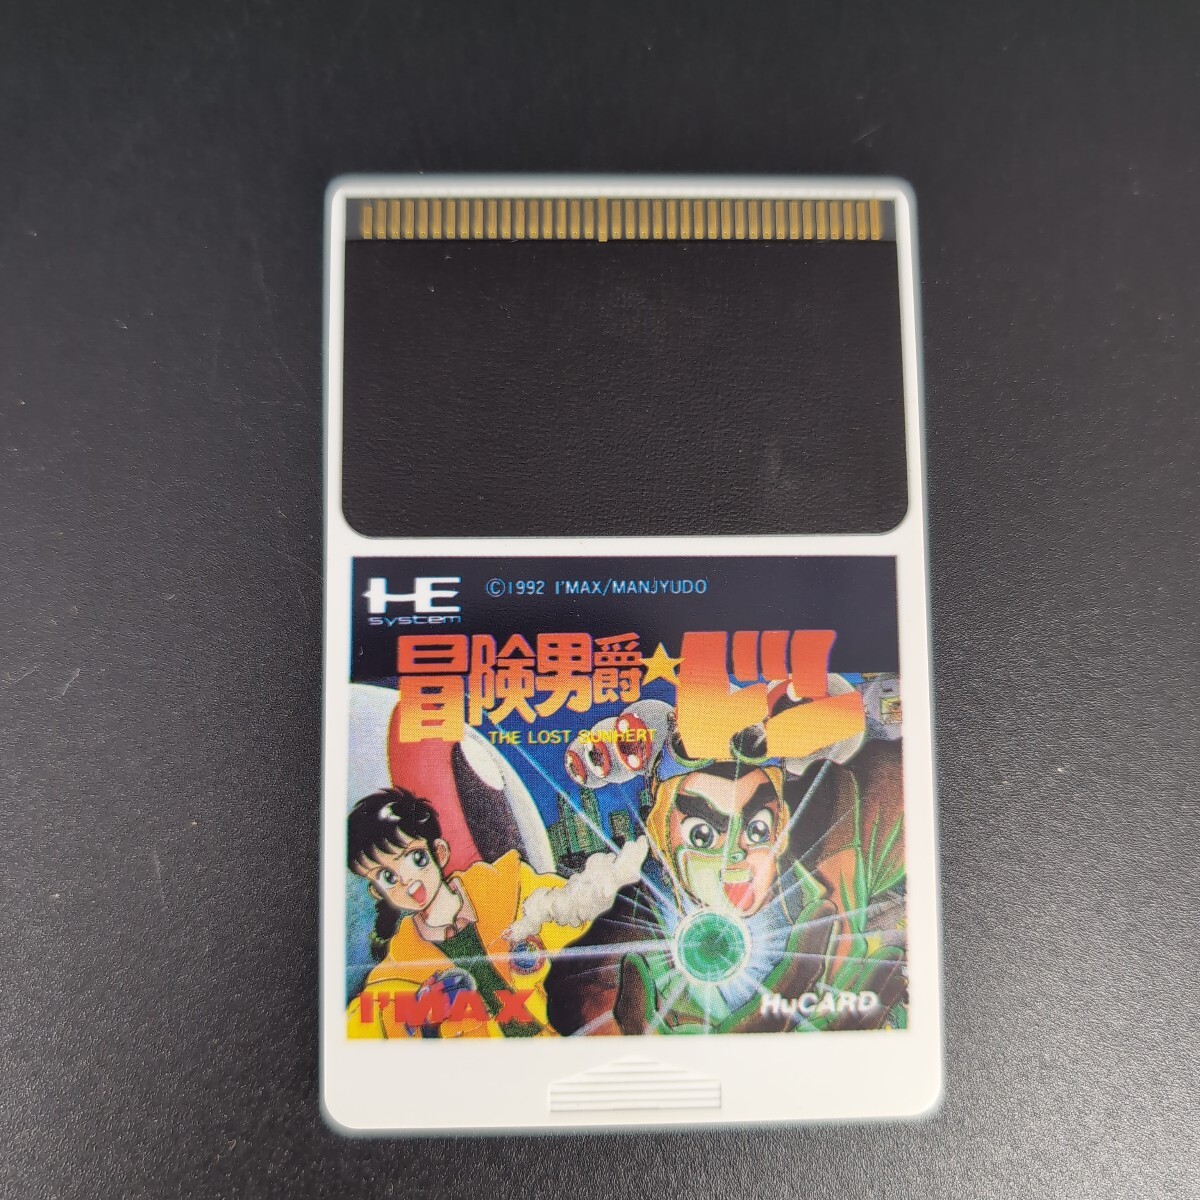 HE
system
©1992 I'MAX/MANJYUDO
冒険男爵★ドン
THE LOST SUNHERT
I'MAX
HuCARD